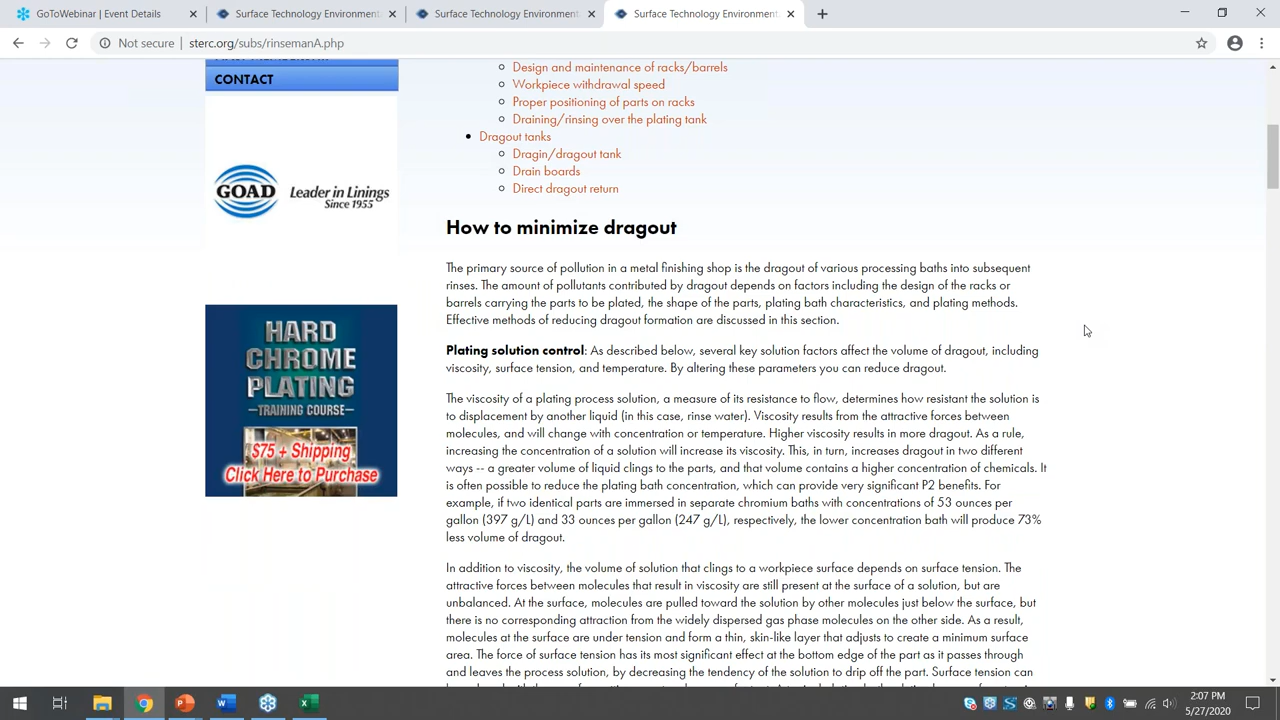 GoToWebinar | Event Details
Surface Technology Environment
Surface Technology Environment
Surface Technology Environment
Not secure | sterc.org/subs/rinsemanA.php
CONTACT
GOAD Leader in Linings
Since 1955
HARD
CHROME
PLATING
-TRAINING COURSE-
$75 + Shipping
Click Here to Purchase
Design and maintenance of racks/barrels
Workpiece withdrawal speed
Proper positioning of parts on racks
Draining/rinsing over the plating tank
Dragout tanks
Dragin/dragout tank
Drain boards
Direct dragout return
How to minimize dragout
The primary source of pollution in a metal finishing shop is the dragout of various processing baths into subsequent
rinses. The amount of pollutants contributed by dragout depends on factors including the design of the racks or
barrels carrying the parts to be plated, the shape of the parts, plating bath characteristics, and plating methods.
Effective methods of reducing dragout formation are discussed in this section.
Plating solution control: As described below, several key solution factors affect the volume of dragout, including
viscosity, surface tension, and temperature. By altering these parameters you can reduce dragout.
The viscosity of a plating process solution, a measure of its resistance to flow, determines how resistant the solution is
to displacement by another liquid (in this case, rinse water). Viscosity results from the attractive forces between
molecules, and will change with concentration or temperature. Higher viscosity results in more dragout. As a rule,
increasing the concentration of a solution will increase its viscosity. This, in turn, increases dragout in two different
ways -- a greater volume of liquid clings to the parts, and that volume contains a higher concentration of chemicals. It
is often possible to reduce the plating bath concentration, which can provide very significant P2 benefits. For
example, if two identical parts are immersed in separate chromium baths with concentrations of 53 ounces per
gallon (397 g/L) and 33 ounces per gallon (247 g/L), respectively, the lower concentration bath will produce 73%
less volume of dragout.
In addition to viscosity, the volume of solution that clings to a workpiece surface depends on surface tension. The
attractive forces between molecules that result in viscosity are still present at the surface of a solution, but are
unbalanced. At the surface, molecules are pulled toward the solution by other molecules just below the surface, but
there is no corresponding attraction from the widely dispersed gas phase molecules on the other side. As a result,
molecules at the surface are under tension and form a thin, skin-like layer that adjusts to create a minimum surface
area. The force of surface tension has its most significant effect at the bottom edge of the part as it passes through
and leaves the process solution, by decreasing the tendency of the solution to drip off the part. Surface tension can
2:07 PM
5/27/2020